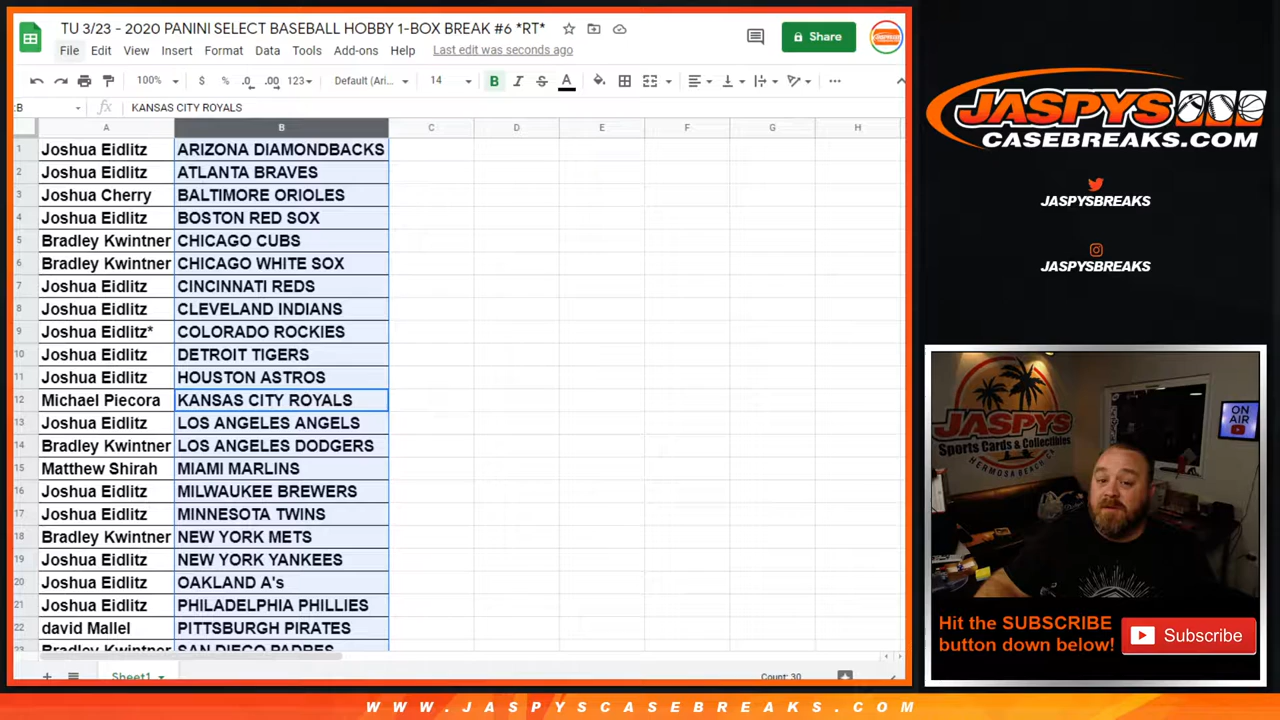 TU 3/23 - 2020 PANINI SELECT BASEBALL HOBBY 1-BOX BREAK #6 *RT*
File Edit View Insert Format Data Tools Add-ons Help Last edit was seconds ago
Share
100% $ % .0 .00 123 Default (Ari... 14 B I S A
:B fx KANSAS CITY ROYALS
A B C D E F G H
1 Joshua Eidlitz ARIZONA DIAMONDBACKS
2 Joshua Eidlitz ATLANTA BRAVES
3 Joshua Cherry BALTIMORE ORIOLES
4 Joshua Eidlitz BOSTON RED SOX
5 Bradley Kwintner CHICAGO CUBS
6 Bradley Kwintner CHICAGO WHITE SOX
7 Joshua Eidlitz CINCINNATI REDS
8 Joshua Eidlitz CLEVELAND INDIANS
9 Joshua Eidlitz* COLORADO ROCKIES
10 Joshua Eidlitz DETROIT TIGERS
11 Joshua Eidlitz HOUSTON ASTROS
12 Michael Piecora KANSAS CITY ROYALS
13 Joshua Eidlitz LOS ANGELES ANGELS
14 Bradley Kwintner LOS ANGELES DODGERS
15 Matthew Shirah MIAMI MARLINS
16 Joshua Eidlitz MILWAUKEE BREWERS
17 Joshua Eidlitz MINNESOTA TWINS
18 Bradley Kwintner NEW YORK METS
19 Joshua Eidlitz NEW YORK YANKEES
20 Joshua Eidlitz OAKLAND A's
21 Joshua Eidlitz PHILADELPHIA PHILLIES
22 david Mallel PITTSBURGH PIRATES
23 Bradley Kwintner SAN DIEGO PADRES
Sheet1 Count: 30
JASPYS
CASEBREAKS.COM
JASPYSBREAKS
JASPYSBREAKS
JASPYS
Sports Cards & Collectibles
HERMOSA BEACH, CA
ON
AIR
Hit the SUBSCRIBE
button down below!
Subscribe
WWW.JASPYSCASEBREAKS.COM